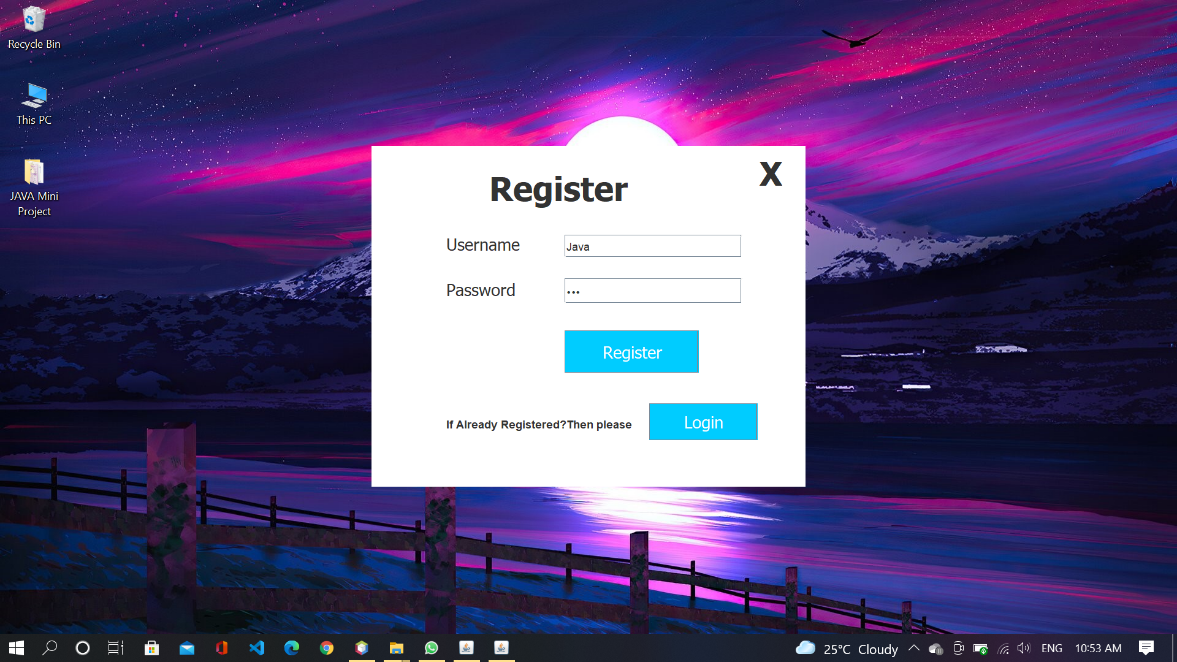 Recycle Bin
This PC
JAVA Mini
Project
Register
X
Username
Java
Password
•••
Register
If Already Registered?Then please
Login
25°C Cloudy
ENG
10:53 AM